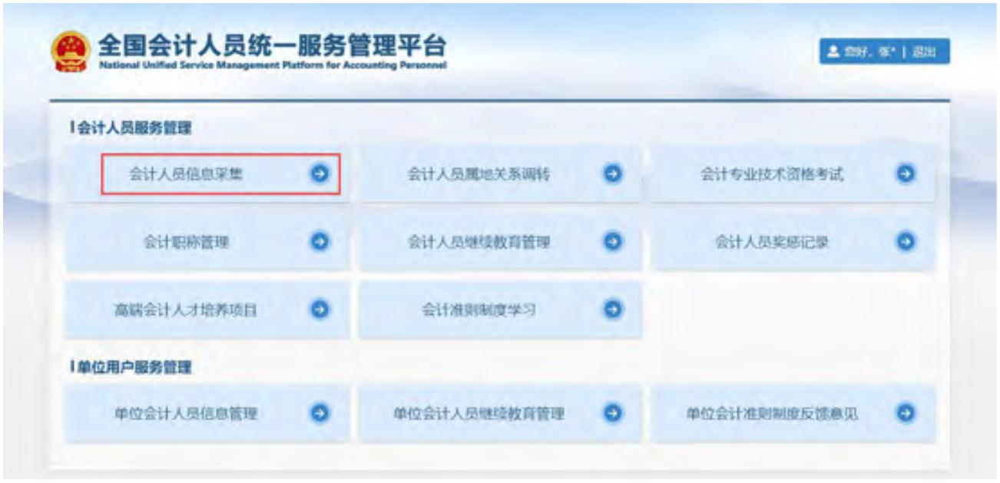 全国会计人员统一服务管理平台
National Unified Service Management Platform for Accounting Personnel
您好，张* | 退出
会计人员服务管理
会计人员信息采集
会计人员属地关系调转
会计专业技术资格考试
会计职称管理
会计人员继续教育管理
会计人员奖惩记录
高端会计人才培养项目
会计准则制度学习
单位用户服务管理
单位会计人员信息管理
单位会计人员继续教育管理
单位会计准则制度反馈意见